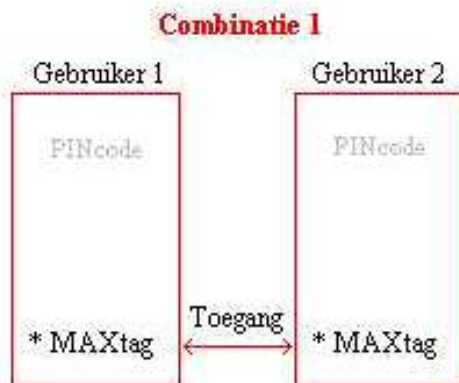 Combinatie 1
Gebruiker 1 Gebruiker 2
PINcode PINcode
Toegang
* MAXtag * MAXtag